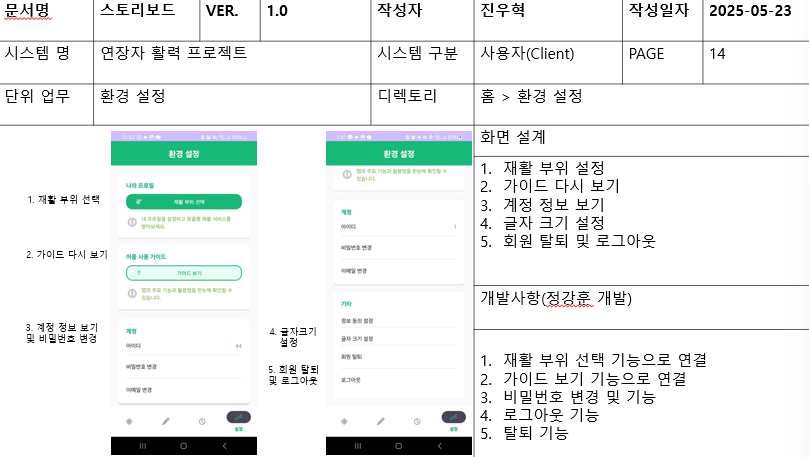 문서명 스토리보드 VER. 1.0 작성자 진우혁 작성일자 2025-05-23
시스템 명 연장자 활력 프로젝트 시스템 구분 사용자(Client) PAGE 14
단위 업무 환경 설정 디렉토리 홈 > 환경 설정
1. 재활 부위 선택
2. 가이드 다시 보기
3. 계정 정보 보기
및 비밀번호 변경
환경 설정
나의 프로필
재활 부위 선택
내 프로필을 설정하고 맞춤형 재활 서비스를
받아보세요
어플 사용 가이드
? 가이드 보기
앱의 주요 기능과 활용법을 한눈에 확인할 수
있습니다.
계정
아이디 44
비밀번호 변경
이메일 변경
설정
4. 글자크기
설정
5. 회원 탈퇴
및 로그아웃
환경 설정
앱의 주요 기능과 활용법을 한눈에 확인할 수
있습니다.
계정
아이디 1
비밀번호 변경
이메일 변경
기타
정보 동의 설정
글자 크기 설정
회원 탈퇴
로그아웃
설정
화면 설계
1. 재활 부위 설정
2. 가이드 다시 보기
3. 계정 정보 보기
4. 글자 크기 설정
5. 회원 탈퇴 및 로그아웃
개발사항(정강훈 개발)
1. 재활 부위 선택 기능으로 연결
2. 가이드 보기 기능으로 연결
3. 비밀번호 변경 및 기능
4. 로그아웃 기능
5. 탈퇴 기능